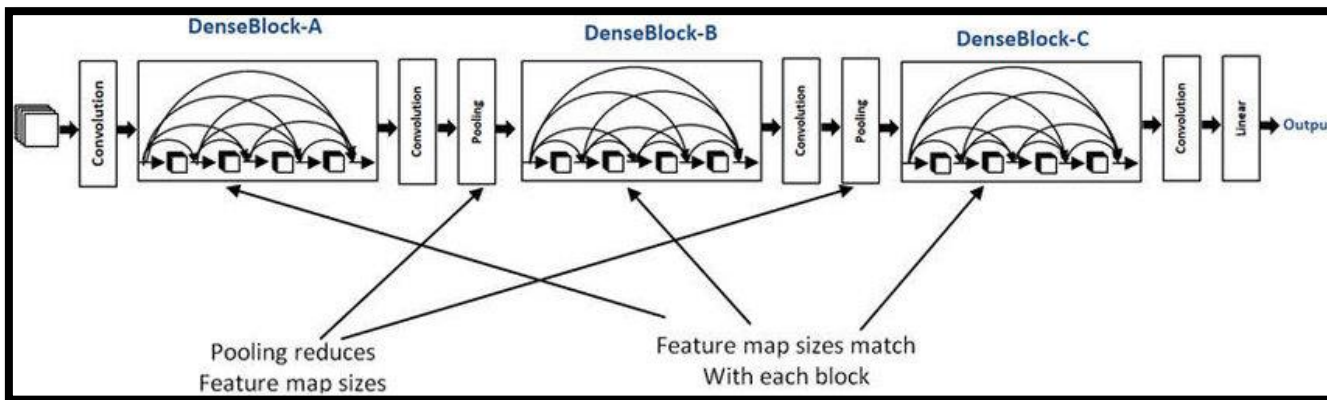 DenseBlock-A
DenseBlock-B
DenseBlock-C
Convolution
Convolution
Pooling
Convolution
Pooling
Convolution
Linear
Output
Pooling reduces
Feature map sizes
Feature map sizes match
With each block